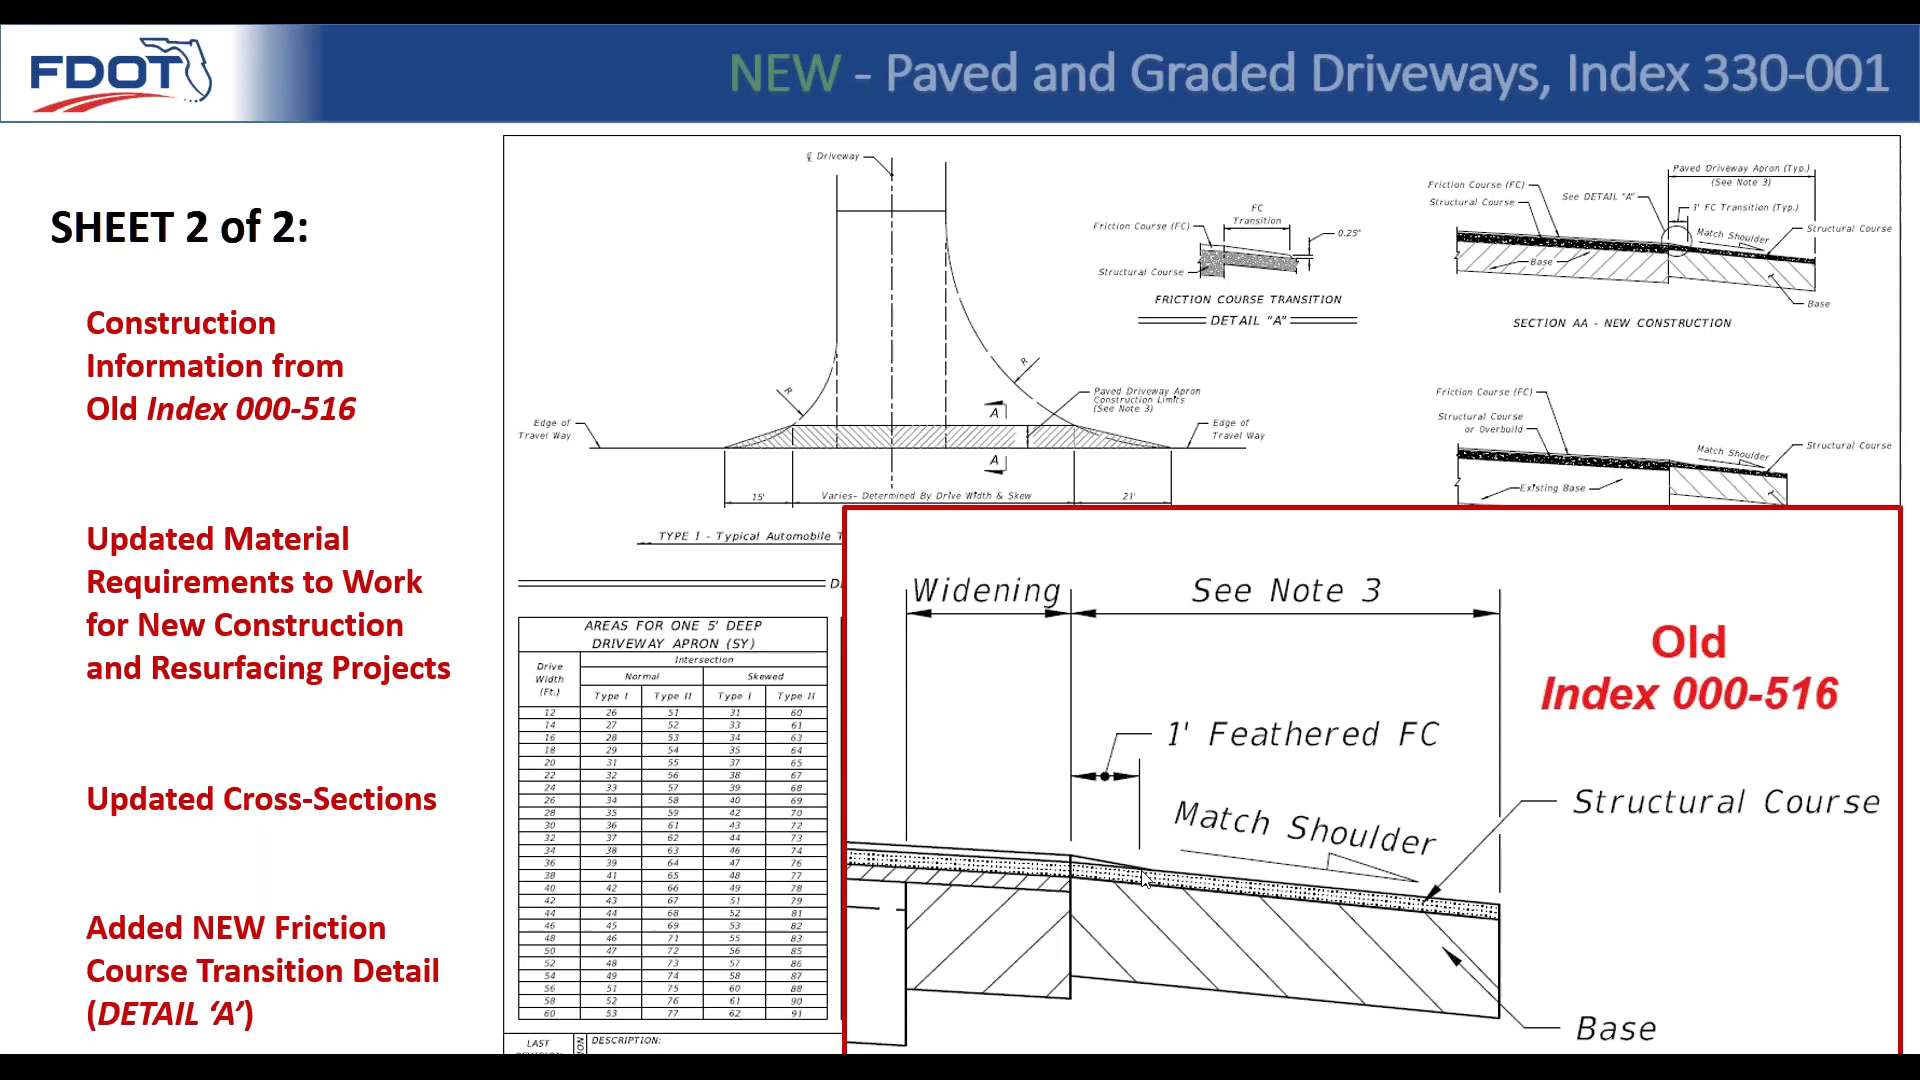 FDOT
NEW - Paved and Graded Driveways, Index 330-001
SHEET 2 of 2:
Construction
Information from
Old Index 000-516
Updated Material
Requirements to Work
for New Construction
and Resurfacing Projects
Updated Cross-Sections
Added NEW Friction
Course Transition Detail
(DETAIL ‘A’)
℄ Driveway
R
R
Edge of
Travel Way
A
A
Paved Driveway Apron
Construction Limits
(See Note 3)
Edge of
Travel Way
15'
Varies- Determined By Drive Width & Skew
21'
TYPE I - Typical Automobile T
FC
Transition
Friction Course (FC)
0.25"
Structural Course
FRICTION COURSE TRANSITION
DETAIL "A"
Paved Driveway Apron (Typ.)
(See Note 3)
Friction Course (FC)
Structural Course
See DETAIL "A"
1' FC Transition (Typ.)
Match Shoulder
Structural Course
Base
Base
SECTION AA - NEW CONSTRUCTION
Friction Course (FC)
Structural Course
or Overbuild
Match Shoulder
Structural Course
Existing Base
AREAS FOR ONE 5' DEEP
DRIVEWAY APRON (SY)
Drive
Width
(Ft.)
Intersection
Normal Skewed
Type I Type II Type I Type II
12 26 51 31 60
14 27 52 33 61
16 28 53 34 63
18 29 54 35 64
20 31 55 37 65
22 32 56 38 67
24 33 57 39 68
26 34 58 40 69
28 35 59 42 70
30 36 61 43 72
32 37 62 44 73
34 38 63 46 74
36 39 64 47 76
38 41 65 48 77
40 42 66 49 78
42 43 67 51 79
44 44 68 52 81
46 45 69 53 82
48 46 71 55 83
50 47 72 56 85
52 48 73 57 86
54 49 74 58 87
56 51 75 60 88
58 52 76 61 90
60 53 77 62 91
LAST
DESCRIPTION:
Widening
See Note 3
Old
Index 000-516
1' Feathered FC
Match Shoulder
Structural Course
Base